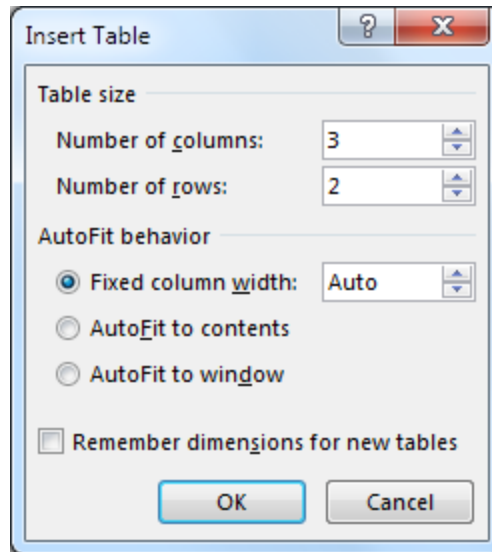 Insert Table
Table size
Number of columns: 3
Number of rows: 2
AutoFit behavior
Fixed column width: Auto
AutoFit to contents
AutoFit to window
Remember dimensions for new tables
OK Cancel